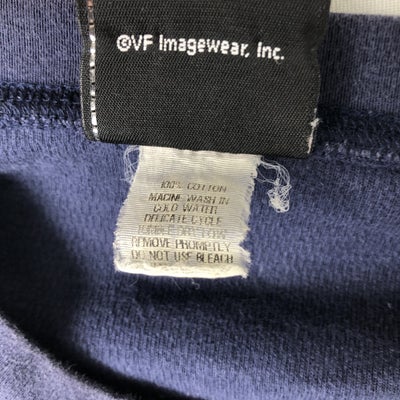 ©VF Imagewear, Inc.
100% COTTON
MACINE WASH IN
COLD WATER
DELICATE CYCLE
TUMBLE DRY LOW
REMOVE PROMPTLY
DO NOT USE BLEACH